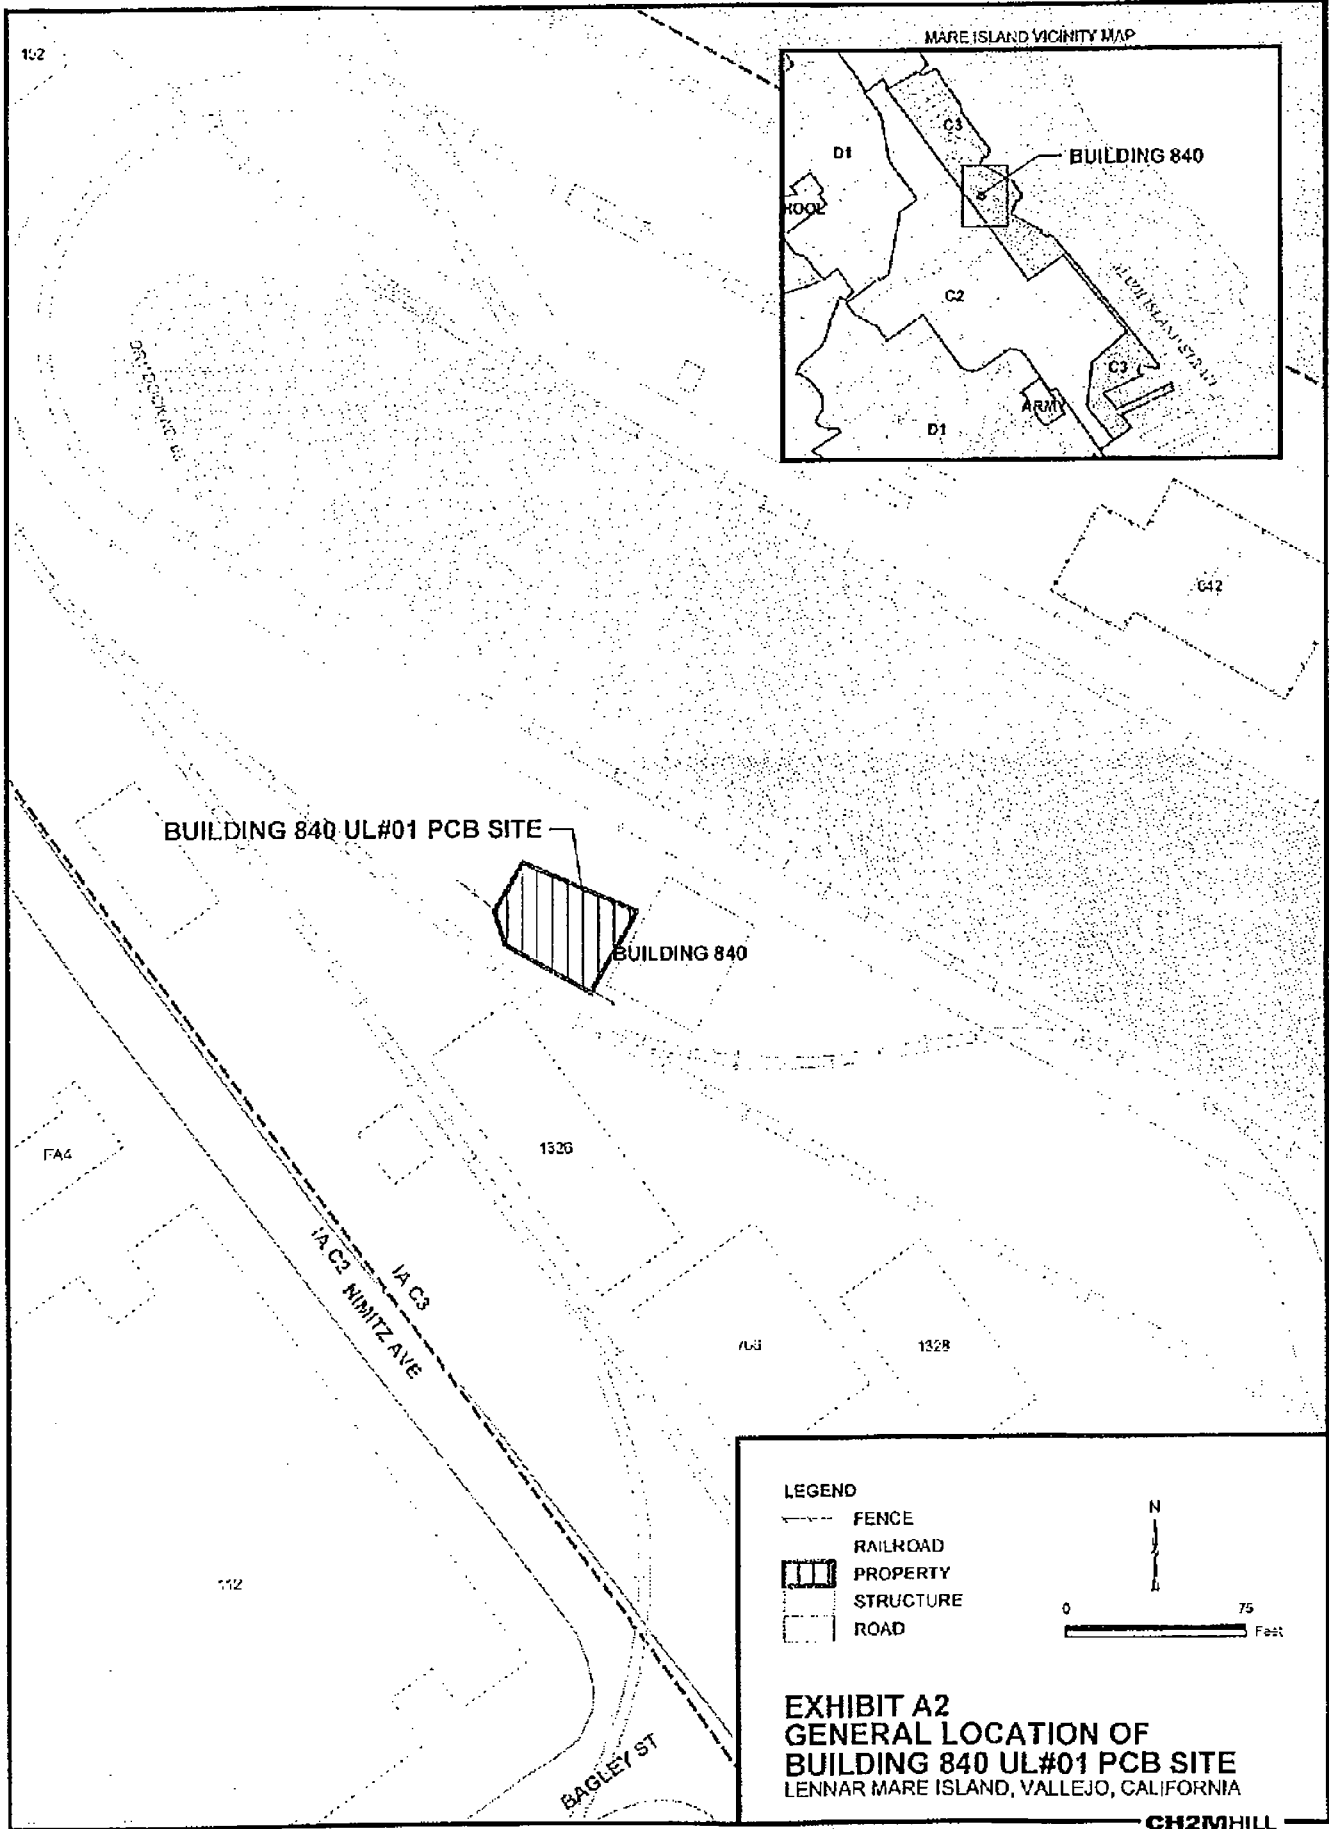 192
MARE ISLAND VICINITY MAP
C3
D1
BUILDING 840
C2
C3
ARMY
D1
642
BUILDING 840 UL#01 PCB SITE
BUILDING 840
FA4
1326
IA C2
IA C3
NIMITZ AVE
1328
112
BAGLEY ST
LEGEND
FENCE
RAILROAD
PROPERTY
STRUCTURE
ROAD
N
0 75
Feet
EXHIBIT A2
GENERAL LOCATION OF
BUILDING 840 UL#01 PCB SITE
LENNAR MARE ISLAND, VALLEJO, CALIFORNIA
CH2MHILL